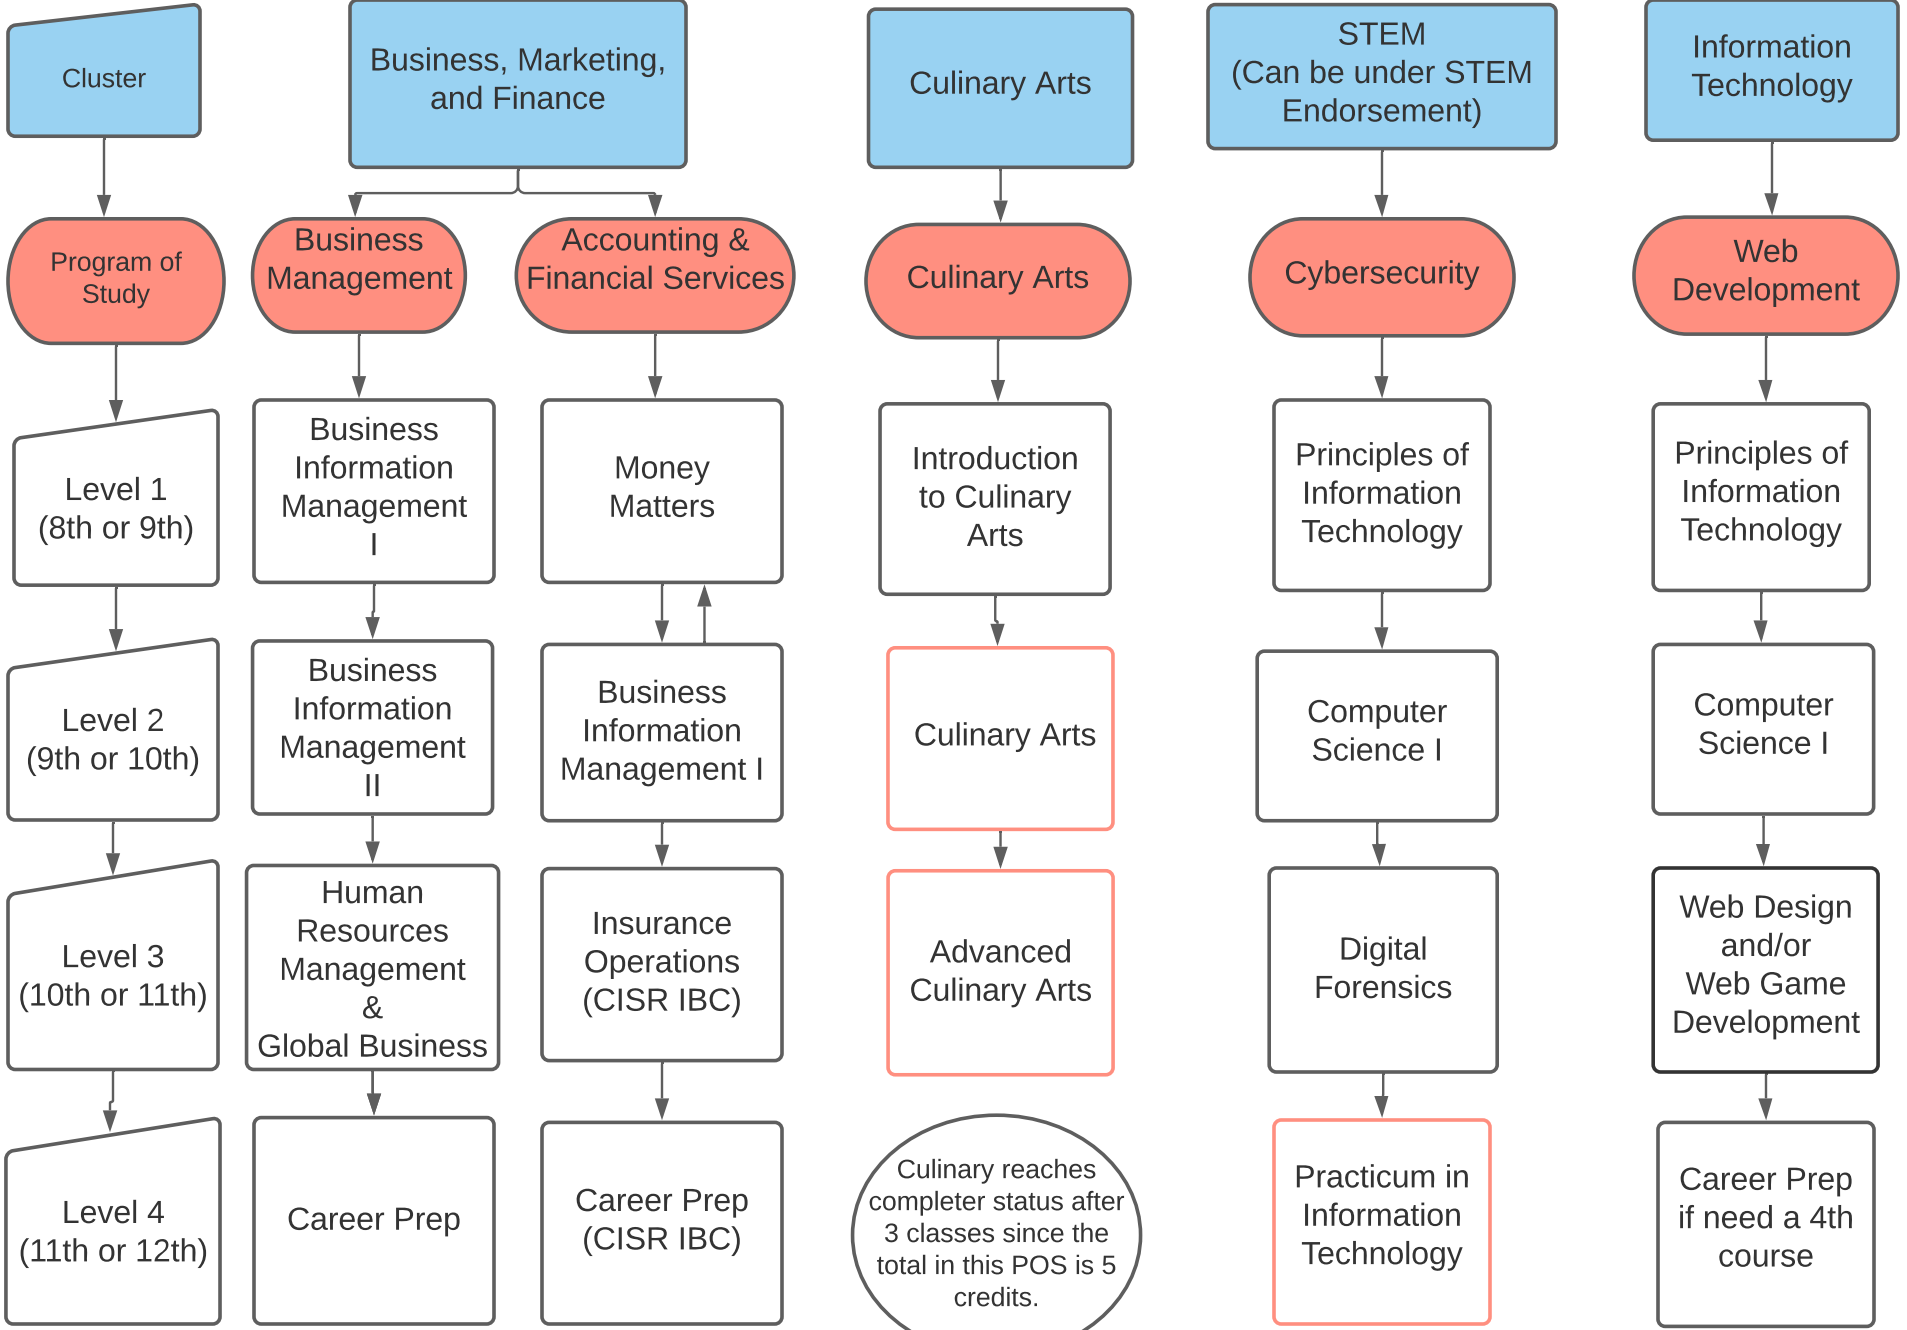 Cluster
Business, Marketing,
and Finance
Culinary Arts
STEM
(Can be under STEM
Endorsement)
Information
Technology
Program of
Study
Business
Management
Accounting &
Financial Services
Culinary Arts
Cybersecurity
Web
Development
Level 1
(8th or 9th)
Business
Information
Management
I
Money
Matters
Introduction
to Culinary
Arts
Principles of
Information
Technology
Principles of
Information
Technology
Level 2
(9th or 10th)
Business
Information
Management
II
Business
Information
Management I
Culinary Arts
Computer
Science I
Computer
Science I
Level 3
(10th or 11th)
Human
Resources
Management
&
Global Business
Insurance
Operations
(CISR IBC)
Advanced
Culinary Arts
Digital
Forensics
Web Design
and/or
Web Game
Development
Level 4
(11th or 12th)
Career Prep
Career Prep
(CISR IBC)
Culinary reaches
completer status after
3 classes since the
total in this POS is 5
credits.
Practicum in
Information
Technology
Career Prep
if need a 4th
course